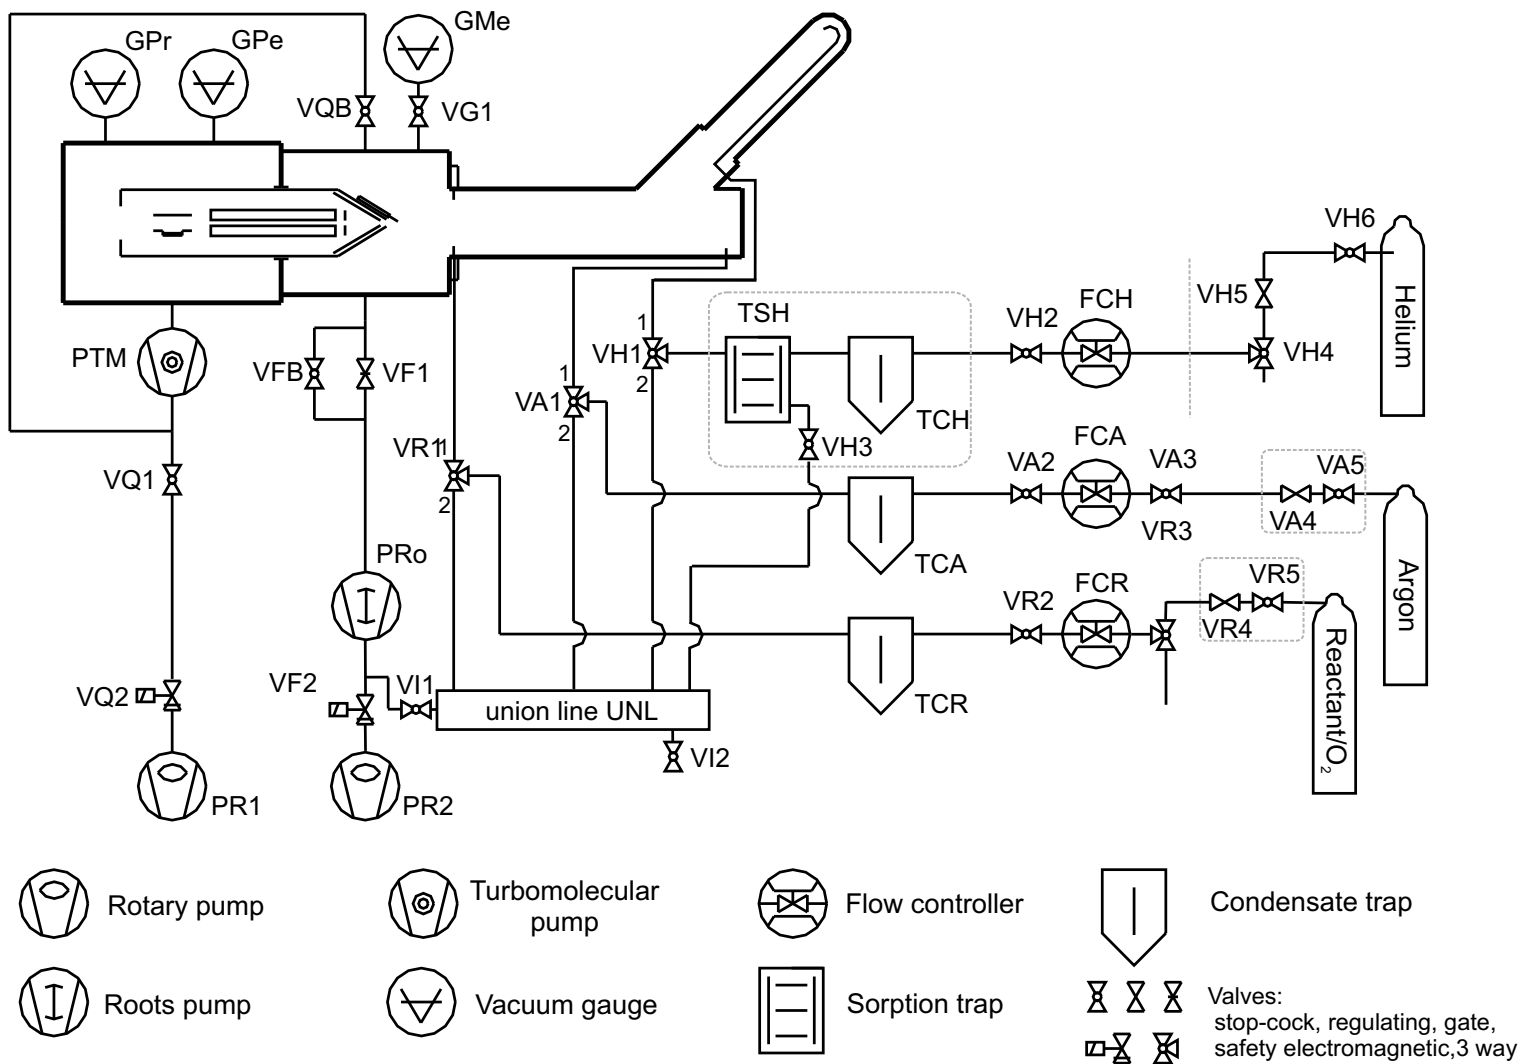 GMe
GPr
GPe
VQB
VG1
VH6
VH5
FCH
TSH
VH2
VH4
Helium
1
VH1
2
PTM
VFB
VF1
1
VA1
2
TCH
VH3
FCA
VA2
VA3
VA5
VR1
1
2
VQ1
VA4
VR3
PRo
TCA
FCR
VR5
VR2
VR4
Argon
Reactant/O2
VQ2
VF2
VI1
union line UNL
TCR
VI2
PR1
PR2
Rotary pump
Turbomolecular
pump
Flow controller
Condensate trap
Roots pump
Vacuum gauge
Sorption trap
Valves:
stop-cock, regulating, gate,
safety electromagnetic,3 way